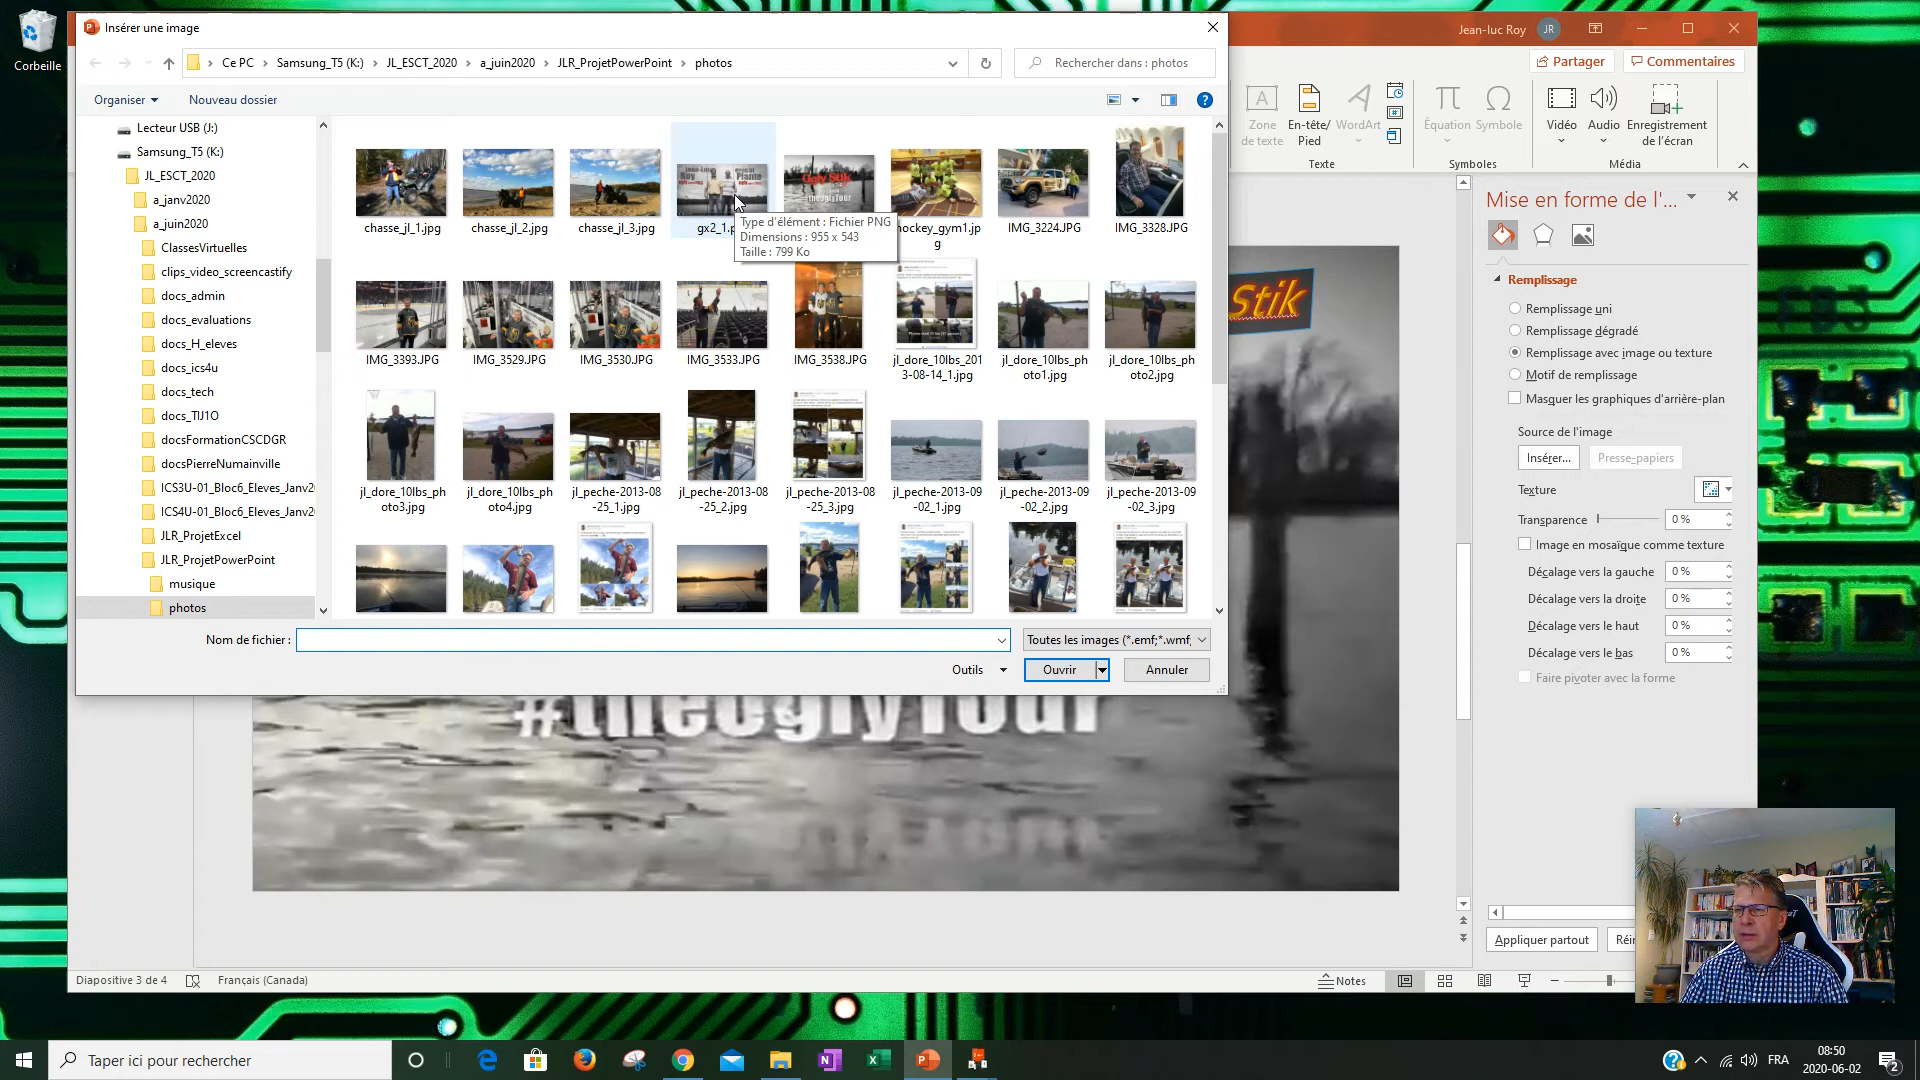 Corbeille
Insérer une image
Ce PC
Samsung_T5 (K:)
JL_ESCT_2020
a_juin2020
JLR_ProjetPowerPoint
photos
Rechercher dans : photos
Organiser
Nouveau dossier
Lecteur USB (J:)
Samsung_T5 (K:)
JL_ESCT_2020
a_janv2020
a_juin2020
ClassesVirtuelles
clips_video_screencastify
docs_admin
docs_evaluations
docs_H_eleves
docs_ics4u
docs_tech
docs_TIJ1O
docsFormationCSCDGR
docsPierreNumainville
ICS3U-01_Bloc6_Eleves_Janv20
ICS4U-01_Bloc2_Eleves_Janv20
JLR_ProjetExcel
JLR_ProjetPowerPoint
musique
photos
chasse_jl_1.jpg
chasse_jl_2.jpg
chasse_jl_3.jpg
gx2_1.p
hockey_gym1.jp
g
IMG_3224.JPG
IMG_3328.JPG
Type d'élément : Fichier PNG
Dimensions : 955 x 543
Taille : 799 Ko
IMG_3393.JPG
IMG_3529.JPG
IMG_3530.JPG
IMG_3533.JPG
IMG_3538.JPG
jl_dore_10lbs_201
3-08-14_1.jpg
jl_dore_10lbs_ph
oto1.jpg
jl_dore_10lbs_ph
oto2.jpg
jl_dore_10lbs_ph
oto3.jpg
jl_dore_10lbs_ph
oto4.jpg
jl_peche-2013-08
-25_1.jpg
jl_peche-2013-08
-25_2.jpg
jl_peche-2013-08
-25_3.jpg
jl_peche-2013-09
-02_1.jpg
jl_peche-2013-09
-02_2.jpg
jl_peche-2013-09
-02_3.jpg
Nom de fichier :
Toutes les images (*.emf;*.wmf,
Outils
Ouvrir
Annuler
Jean-luc Roy
JR
Partager
Commentaires
Zone
de texte
En-tête/
Pied
WordArt
Équation
Symbole
Vidéo
Audio
Enregistrement
de l'écran
Texte
Symboles
Média
Stik
#theUglyTour
Mise en forme de l'...
Remplissage
Remplissage uni
Remplissage dégradé
Remplissage avec image ou texture
Motif de remplissage
Masquer les graphiques d'arrière-plan
Source de l'image
Insérer...
Presse-papiers
Texture
Transparence
0 %
Image en mosaïque comme texture
Décalage vers la gauche
0 %
Décalage vers la droite
0 %
Décalage vers le haut
0 %
Décalage vers le bas
0 %
Faire pivoter avec la forme
Appliquer partout
Réi
Diapositive 3 de 4
Français (Canada)
Notes
Taper ici pour rechercher
FRA
08:50
2020-06-02
2